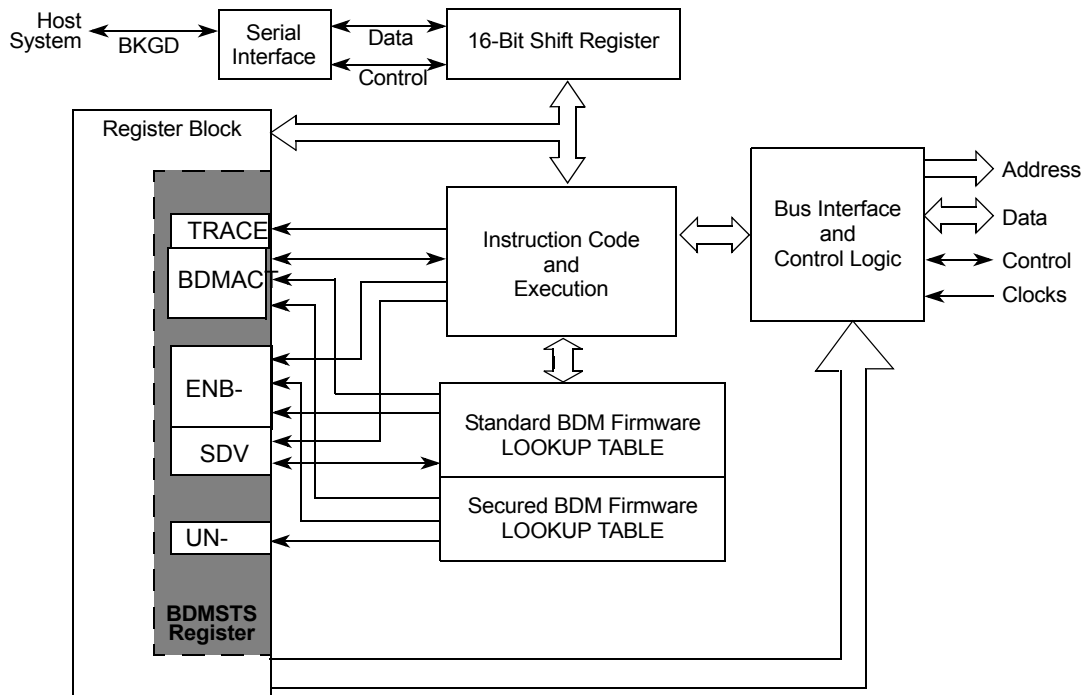 Host
System
BKGD
Serial
Interface
Data
Control
16-Bit Shift Register
Register Block
TRACE
BDMACT
ENB-
SDV
UN-
BDMSTS
Register
Instruction Code
and
Execution
Standard BDM Firmware
LOOKUP TABLE
Secured BDM Firmware
LOOKUP TABLE
Bus Interface
and
Control Logic
Address
Data
Control
Clocks